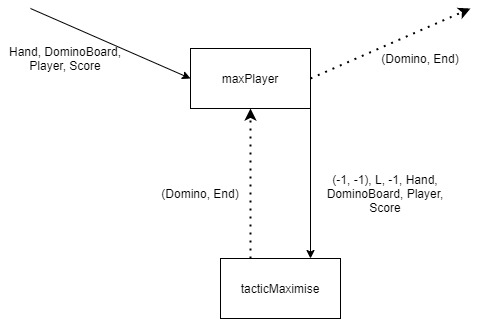 Hand, DominoBoard,
Player, Score
maxPlayer
(Domino, End)
(Domino, End)
(-1, -1), L, -1, Hand,
DominoBoard, Player,
Score
tacticMaximise